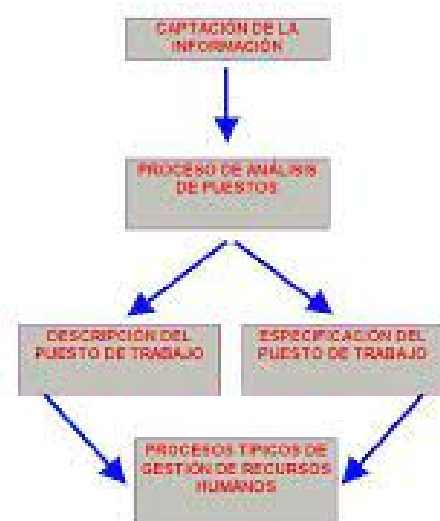 CAPTACIÓN DE LA
INFORMACIÓN
PROCESO DE ANÁLISIS
DE PUESTOS
DESCRIPCIÓN DEL
PUESTO DE TRABAJO
ESPECIFICACIÓN DEL
PUESTO DE TRABAJO
PROCESOS TÍPICOS DE
GESTIÓN DE RECURSOS
HUMANOS